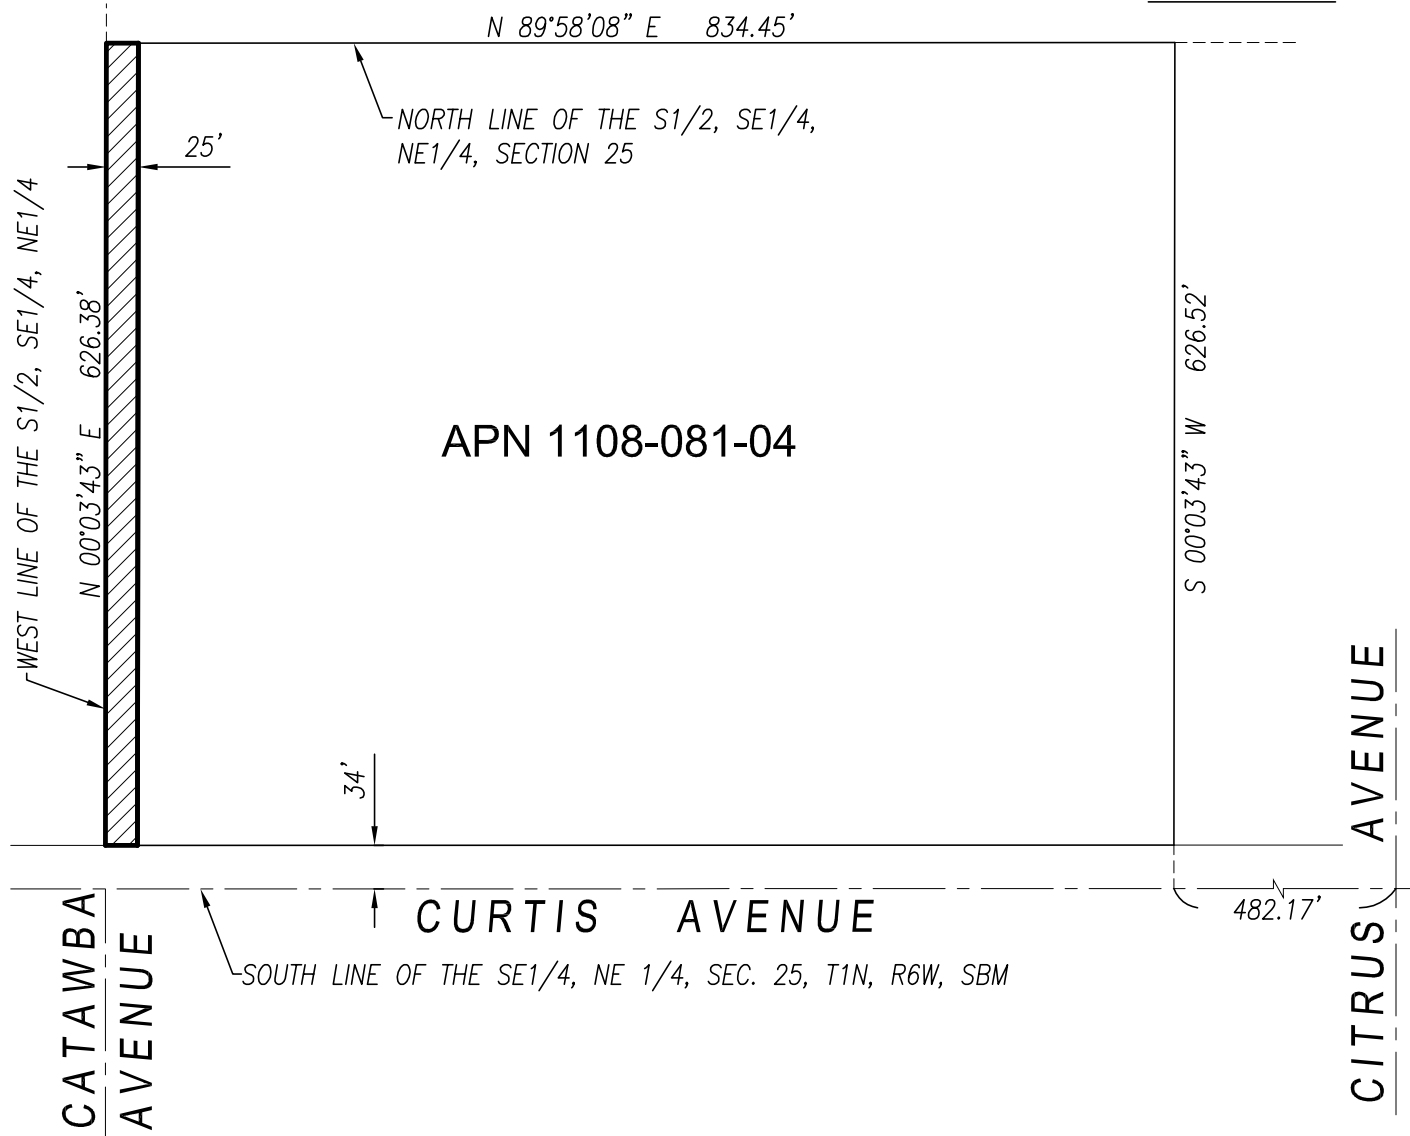 N 89°58'08" E 834.45'
NORTH LINE OF THE S1/2, SE1/4,
NE1/4, SECTION 25
25'
WEST LINE OF THE S1/2, SE1/4, NE1/4
N 00°03'43" E 626.38'
APN 1108-081-04
S 00°03'43" W 626.52'
34'
CURTIS AVENUE
482.17'
SOUTH LINE OF THE SE1/4, NE 1/4, SEC. 25, T1N, R6W, SBM
CATAWBA
AVENUE
CITRUS AVENUE